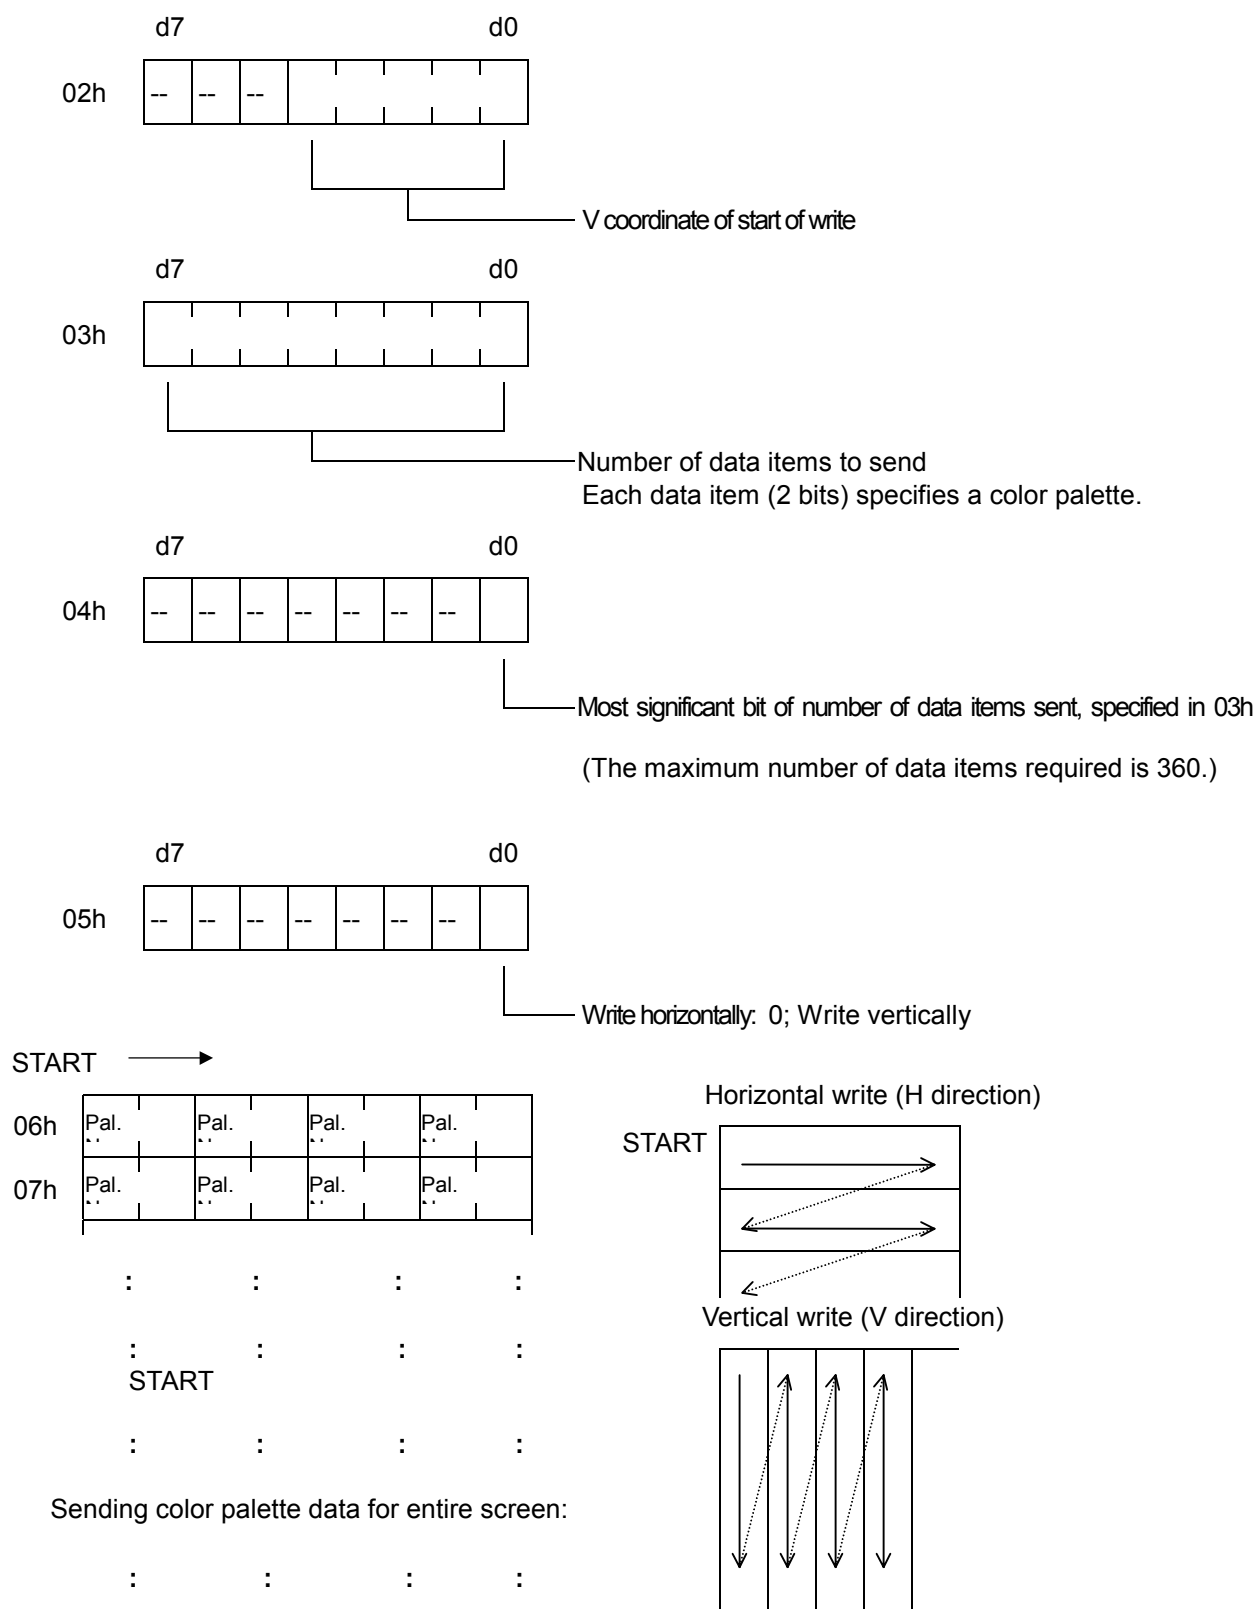 d7 d0
02h -- -- --
V coordinate of start of write
d7 d0
03h
Number of data items to send
Each data item (2 bits) specifies a color palette.
d7 d0
04h -- -- -- -- -- -- --
Most significant bit of number of data items sent, specified in 03h
(The maximum number of data items required is 360.)
d7 d0
05h -- -- -- -- -- -- --
Write horizontally: 0; Write vertically
START
06h Pal. Pal. Pal. Pal.
07h Pal. Pal. Pal. Pal.
: : : :
: : : :
START
: : : :
Sending color palette data for entire screen:
: : : :
Horizontal write (H direction)
START
Vertical write (V direction)